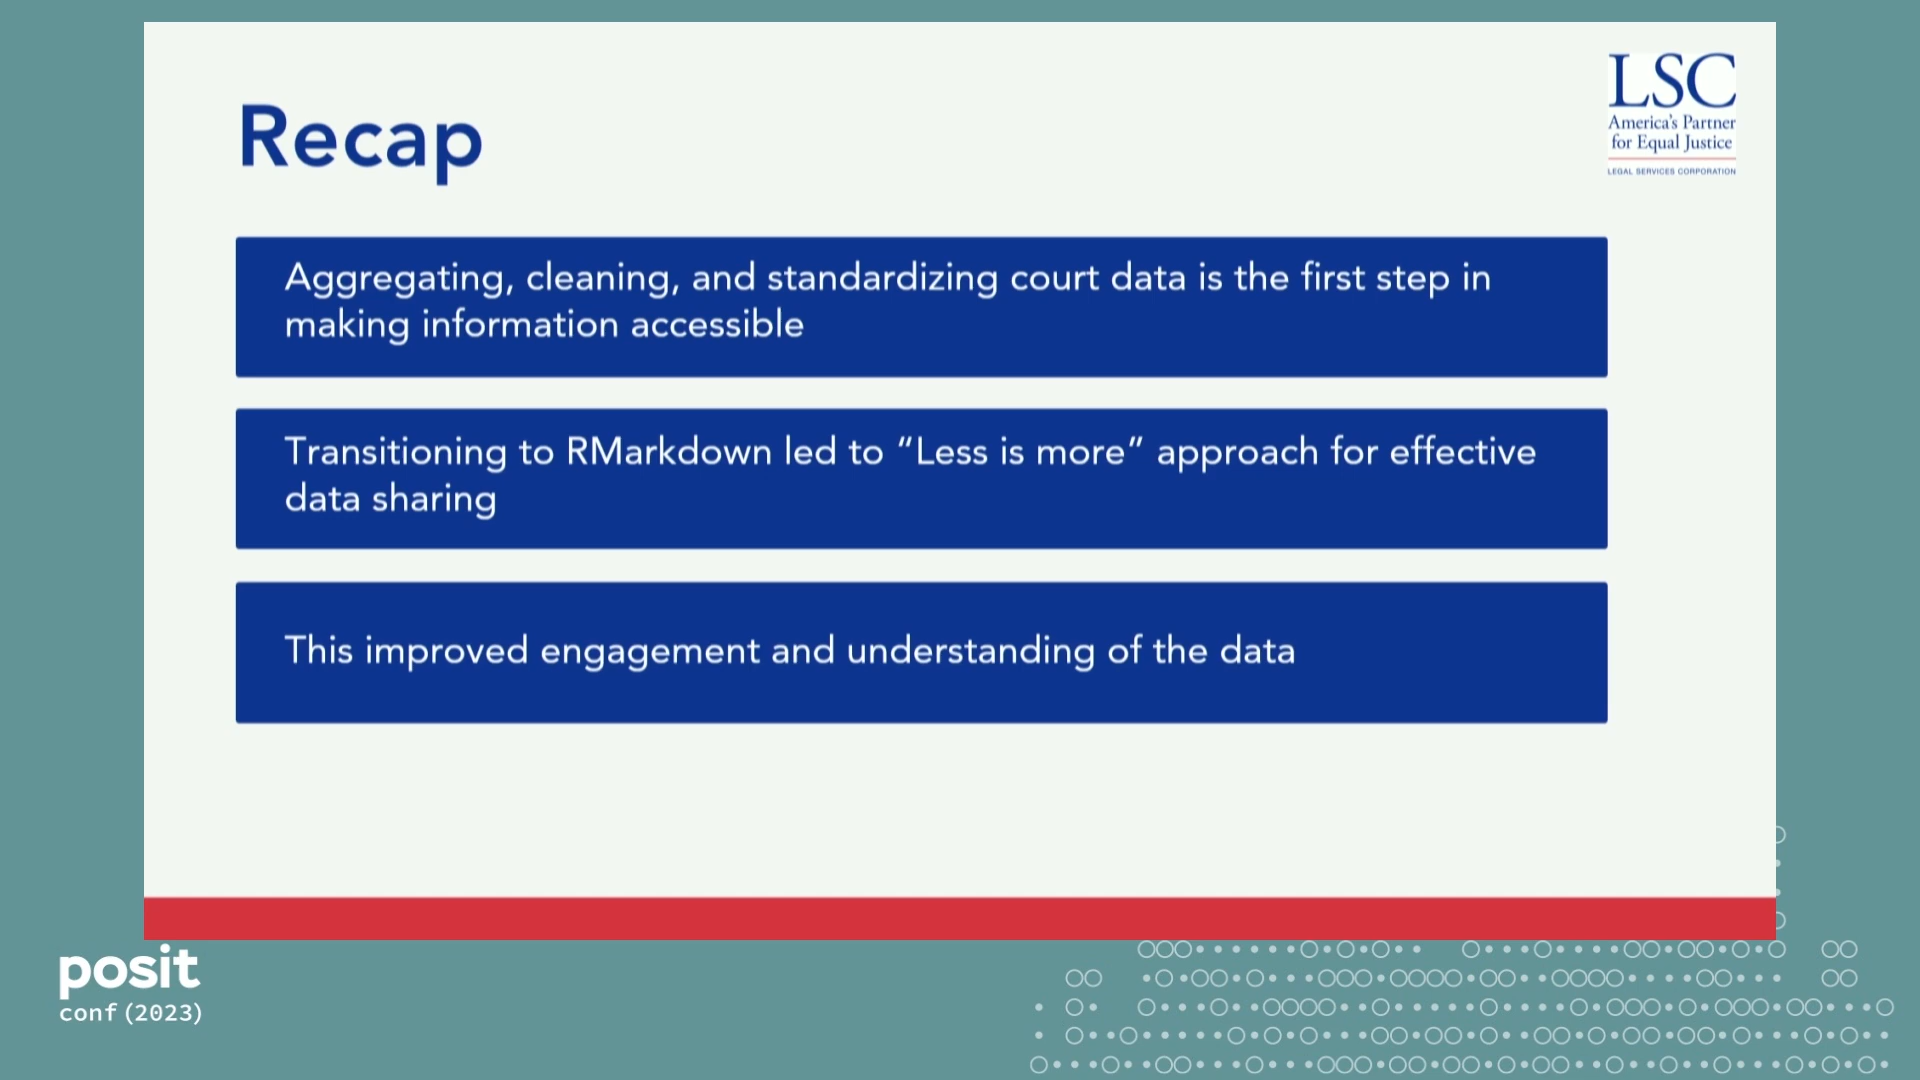 Recap
LSC
America's Partner
for Equal Justice
LEGAL SERVICES CORPORATION
Aggregating, cleaning, and standardizing court data is the first step in
making information accessible
Transitioning to RMarkdown led to “Less is more” approach for effective
data sharing
This improved engagement and understanding of the data
posit
conf(2023)